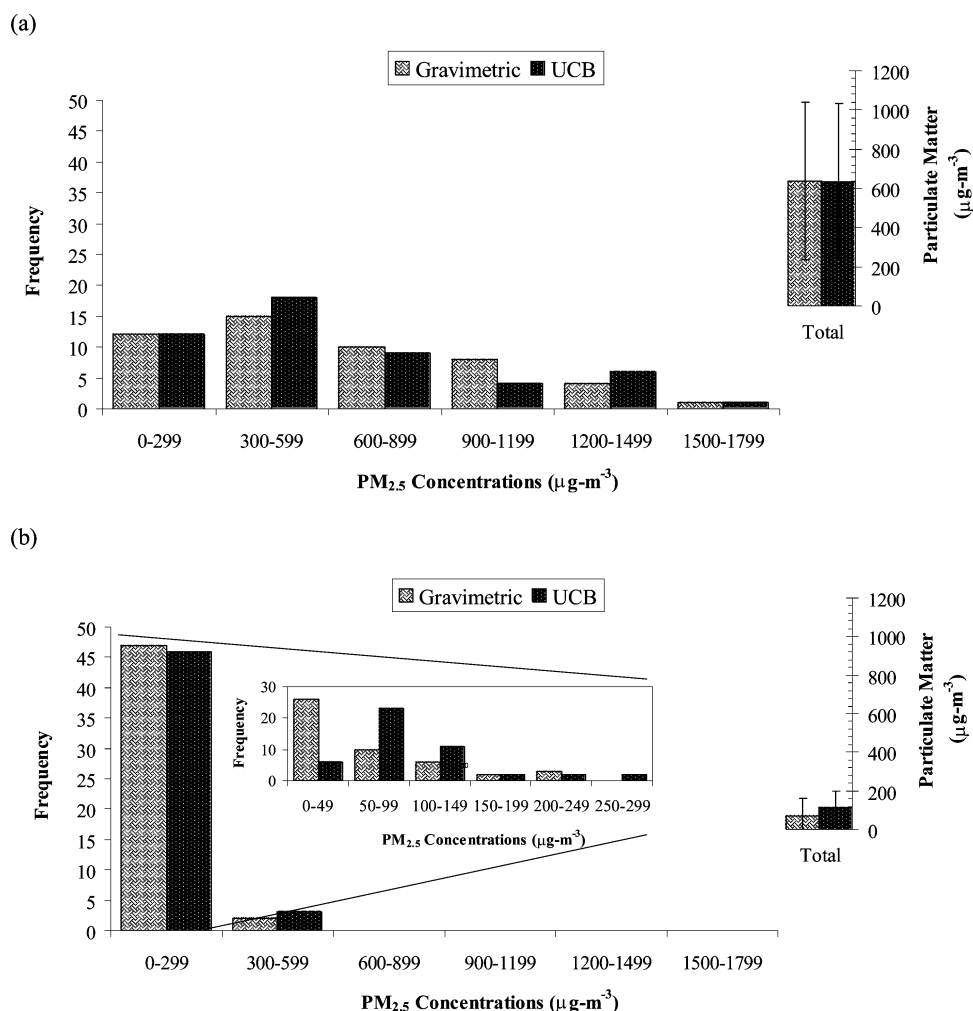 (a)
Gravimetric UCB
Frequency
50
45
40
35
30
25
20
15
10
5
0
0-299 300-599 600-899 900-1199 1200-1499 1500-1799
PM2.5 Concentrations (μg-m-3)
1200
1000
800
600
400
200
0
Total
Particulate Matter
(μg-m-3)
(b)
Gravimetric UCB
Frequency
50
45
40
35
30
25
20
15
10
5
0
0-299 300-599 600-899 900-1199 1200-1499 1500-1799
PM2.5 Concentrations (μg-m-3)
Frequency
30
20
10
0
0-49 50-99 100-149 150-199 200-249 250-299
PM2.5 Concentrations (μg-m-3)
1200
1000
800
600
400
200
0
Total
Particulate Matter
(μg-m-3)